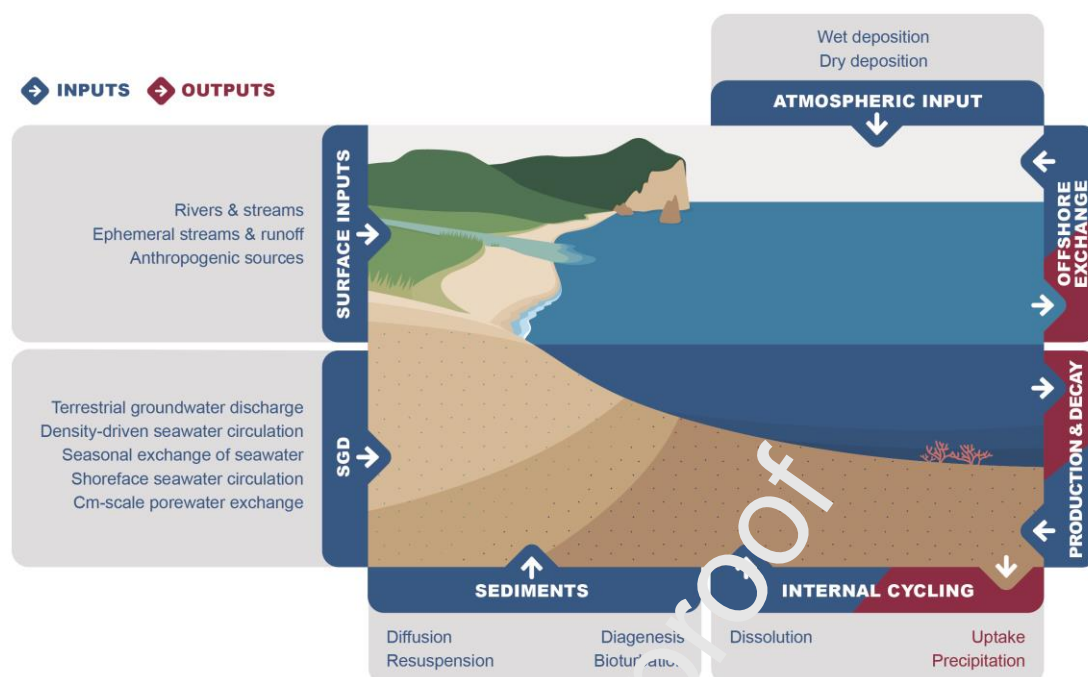 Wet deposition
Dry deposition
ATMOSPHERIC INPUT
INPUTS OUTPUTS
SURFACE INPUTS
Rivers & streams
Ephemeral streams & runoff
Anthropogenic sources
OFFSHORE
EXCHANGE
SGD
Terrestrial groundwater discharge
Density-driven seawater circulation
Seasonal exchange of seawater
Shoreface seawater circulation
Cm-scale porewater exchange
PRODUCTION & DECAY
SEDIMENTS
Diffusion Diagenesis
Resuspension Bioturbation
INTERNAL CYCLING
Dissolution Uptake
Precipitation
proof